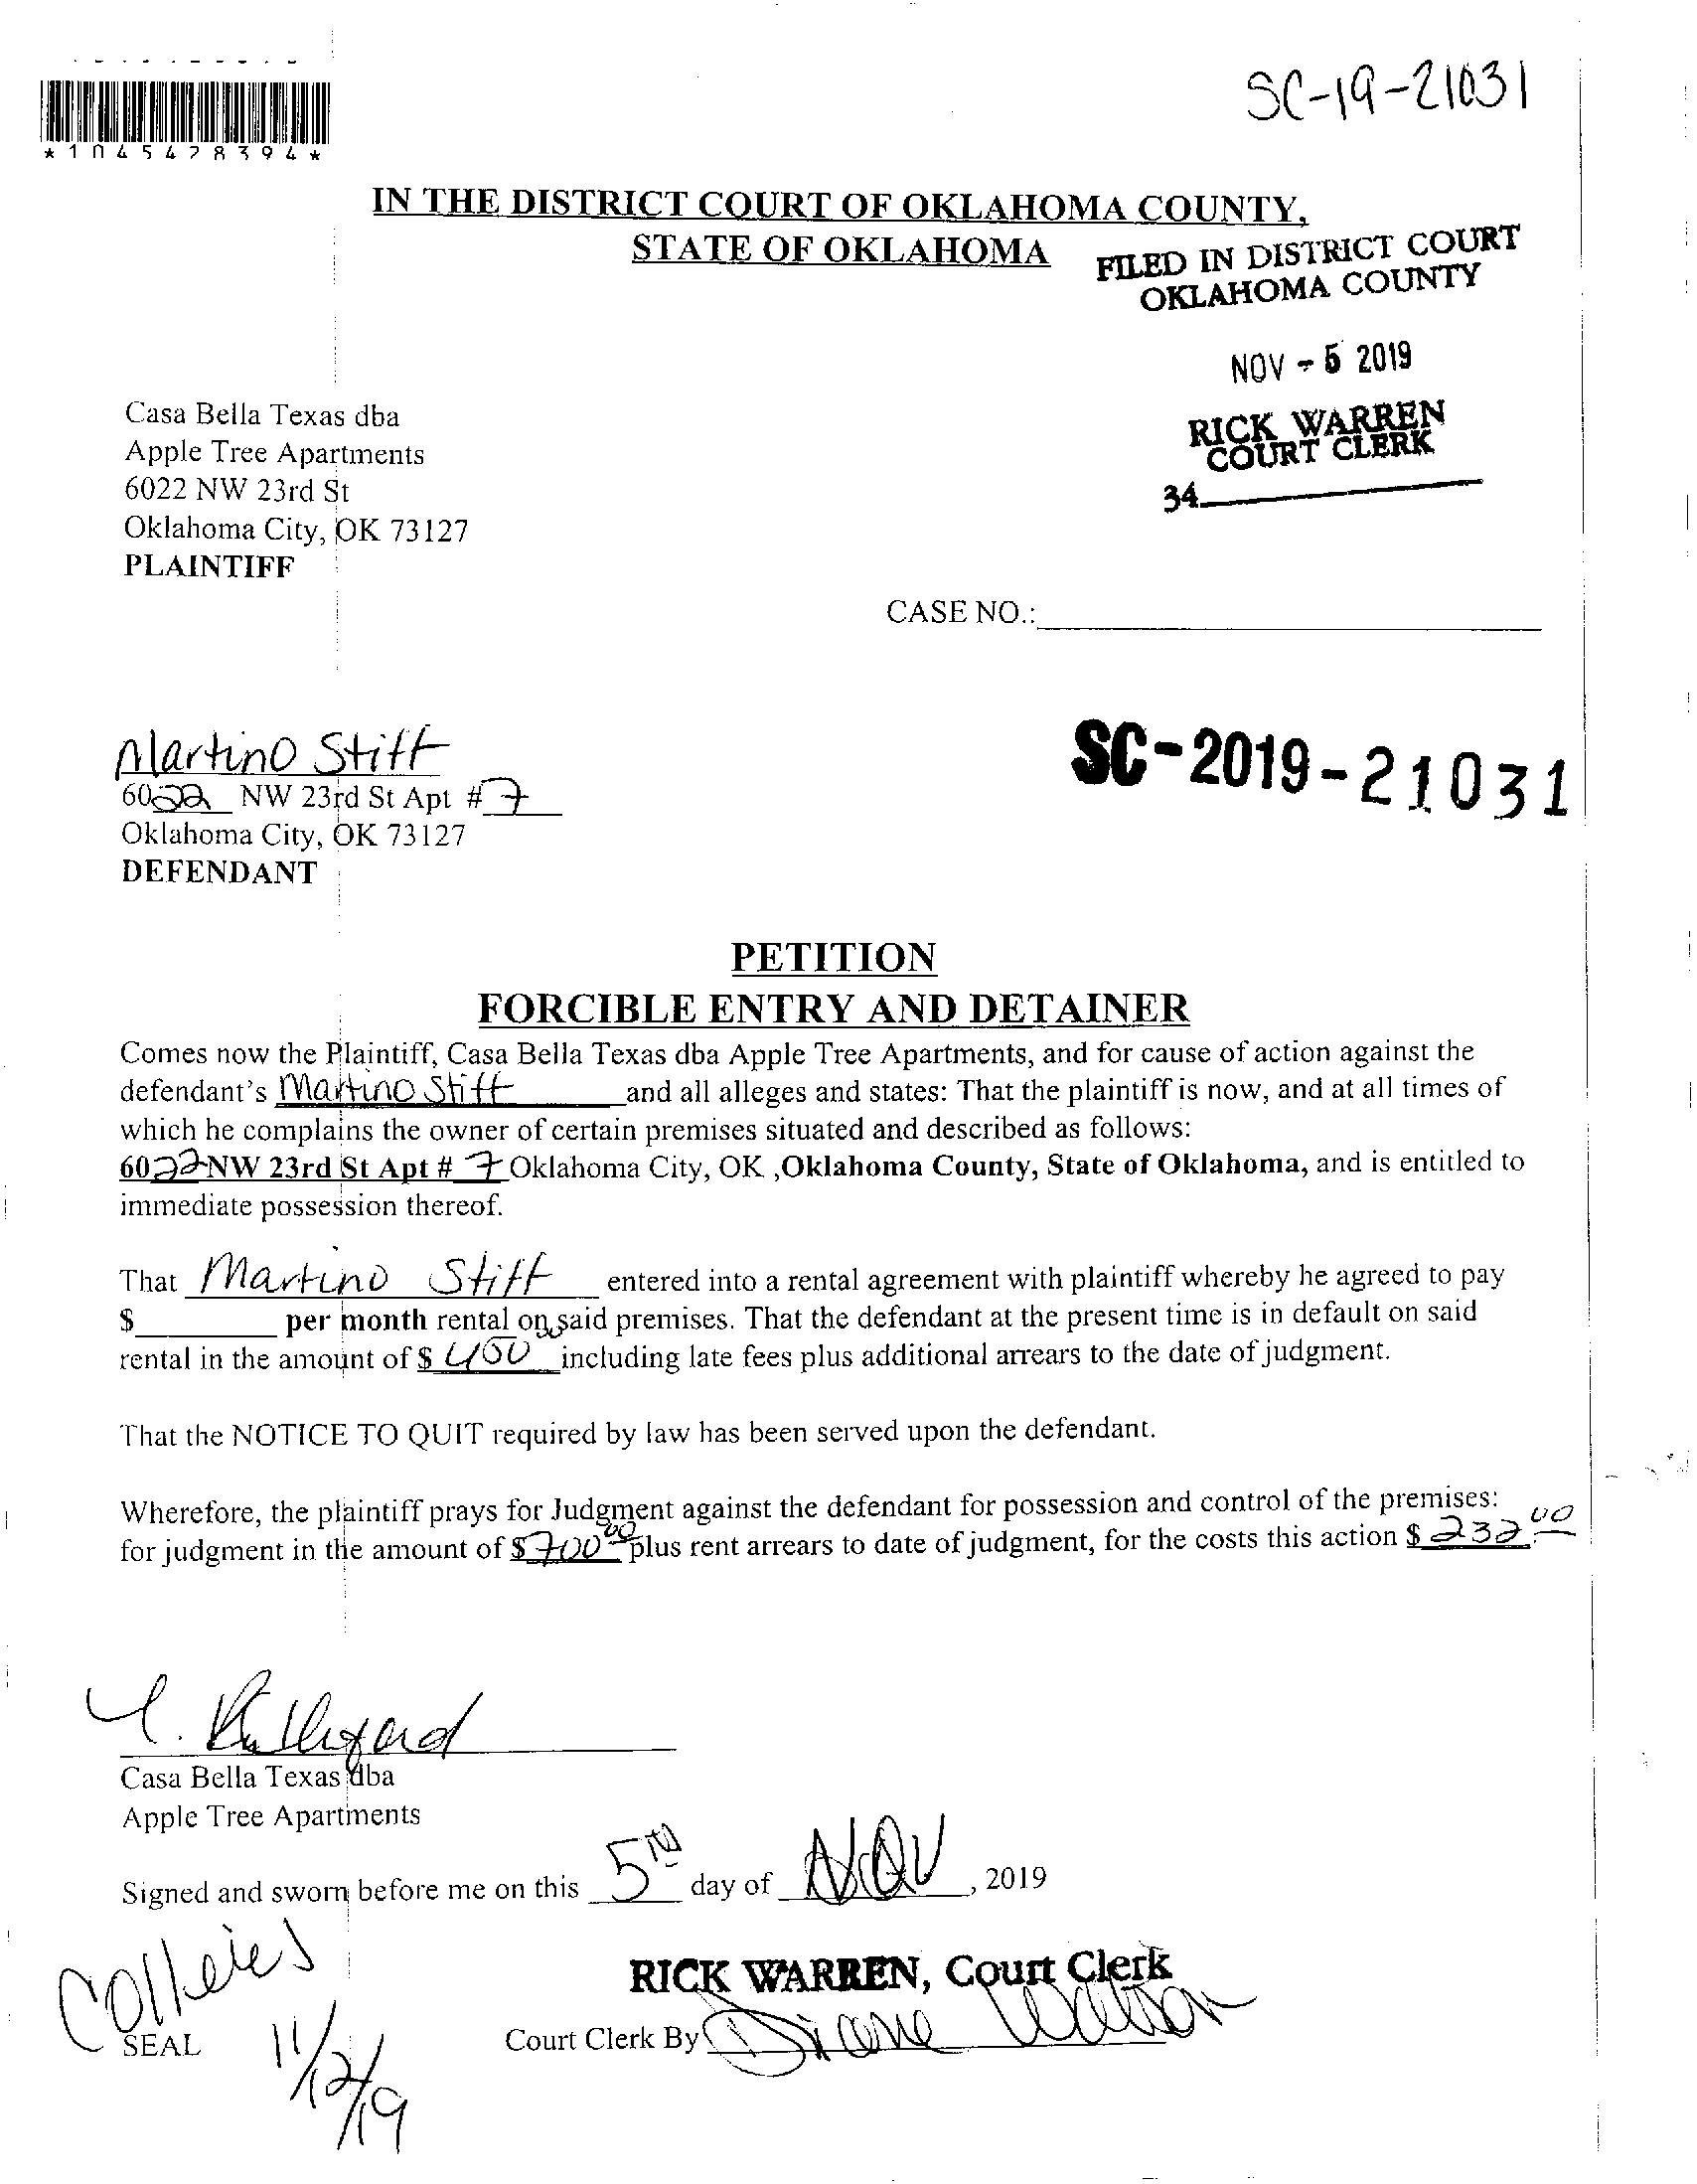 SC-19-21031
*1045428394*
IN THE DISTRICT COURT OF OKLAHOMA COUNTY,
STATE OF OKLAHOMA
FILED IN DISTRICT COURT
OKLAHOMA COUNTY
NOV - 5 2019
RICK WARREN
COURT CLERK
34
Casa Bella Texas dba
Apple Tree Apartments
6022 NW 23rd St
Oklahoma City, OK 73127
PLAINTIFF
CASE NO.:
SC-2019-21031
Martino Stiff
6022 NW 23rd St Apt # 7
Oklahoma City, OK 73127
DEFENDANT
PETITION
FORCIBLE ENTRY AND DETAINER
Comes now the Plaintiff, Casa Bella Texas dba Apple Tree Apartments, and for cause of action against the
defendant's Martino Stiff and all alleges and states: That the plaintiff is now, and at all times of
which he complains the owner of certain premises situated and described as follows:
6022 NW 23rd St Apt # 7 Oklahoma City, OK ,Oklahoma County, State of Oklahoma, and is entitled to
immediate possession thereof.
That Martino Stiff entered into a rental agreement with plaintiff whereby he agreed to pay
$ per month rental on said premises. That the defendant at the present time is in default on said
rental in the amount of $ 400 including late fees plus additional arrears to the date of judgment.
That the NOTICE TO QUIT required by law has been served upon the defendant.
Wherefore, the plaintiff prays for Judgment against the defendant for possession and control of the premises:
for judgment in the amount of $ 700.00 plus rent arrears to date of judgment, for the costs this action $ 232.00
Casa Bella Texas dba
Apple Tree Apartments
Signed and sworn before me on this 5TH day of NOV, 2019
RICK WARREN, Court Clerk
Court Clerk By Diane Watson
SEAL
11/12/19